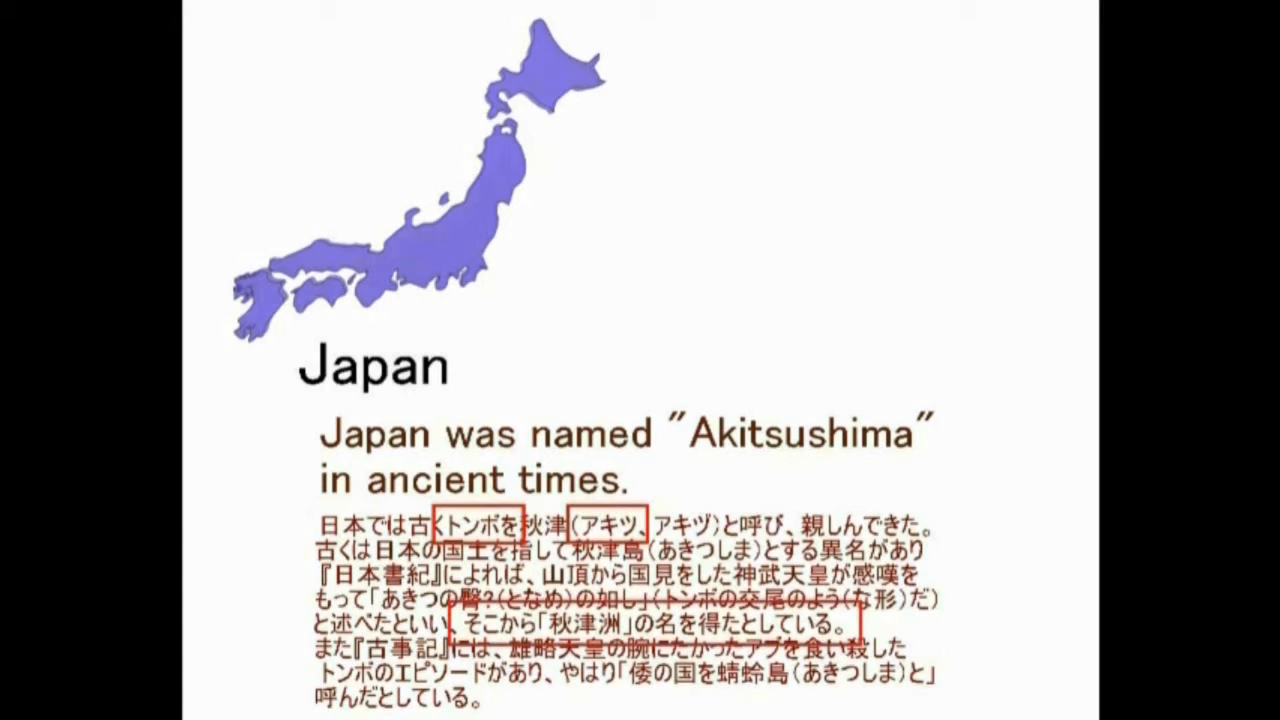 Japan
Japan was named "Akitsushima"
in ancient times.
日本では古くトンボを秋津(アキツ、アキヅ)と呼び、親しんできた。
古くは日本の国土を指して秋津島(あきつしま)とする異名があり
『日本書紀』によれば、山頂から国見をした神武天皇が感嘆を
もって「あきつの臀?(となめ)の如し」(トンボの交尾のよう(な形)だ)
と述べたといい、そこから「秋津洲」の名を得たとしている。
また『古事記』には、雄略天皇の腕にたかったアブを食い殺した
トンボのエピソードがあり、やはり「倭の国を蜻蛉島(あきつしま)と」
呼んだとしている。